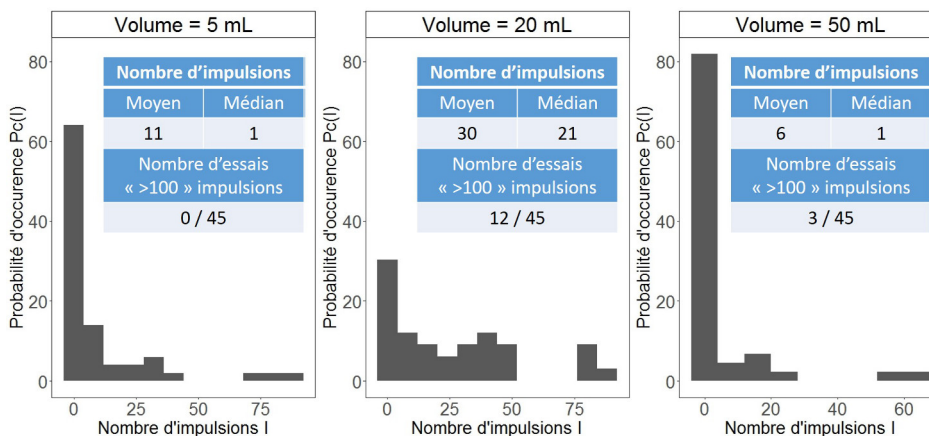 Volume = 5 mL
Probabilité d'occurence Pc(I)
80
60
40
20
0
Nombre d'impulsions
Moyen Médian
11 1
Nombre d'essais
« >100 » impulsions
0 / 45
0 25 50 75
Nombre d'impulsions I
Volume = 20 mL
Probabilité d'occurence Pc(I)
80
60
40
20
0
Nombre d'impulsions
Moyen Médian
30 21
Nombre d'essais
« >100 » impulsions
12 / 45
0 25 50 75
Nombre d'impulsions I
Volume = 50 mL
Probabilité d'occurence Pc(I)
80
60
40
20
0
Nombre d'impulsions
Moyen Médian
6 1
Nombre d'essais
« >100 » impulsions
3 / 45
0 20 40 60
Nombre d'impulsions I